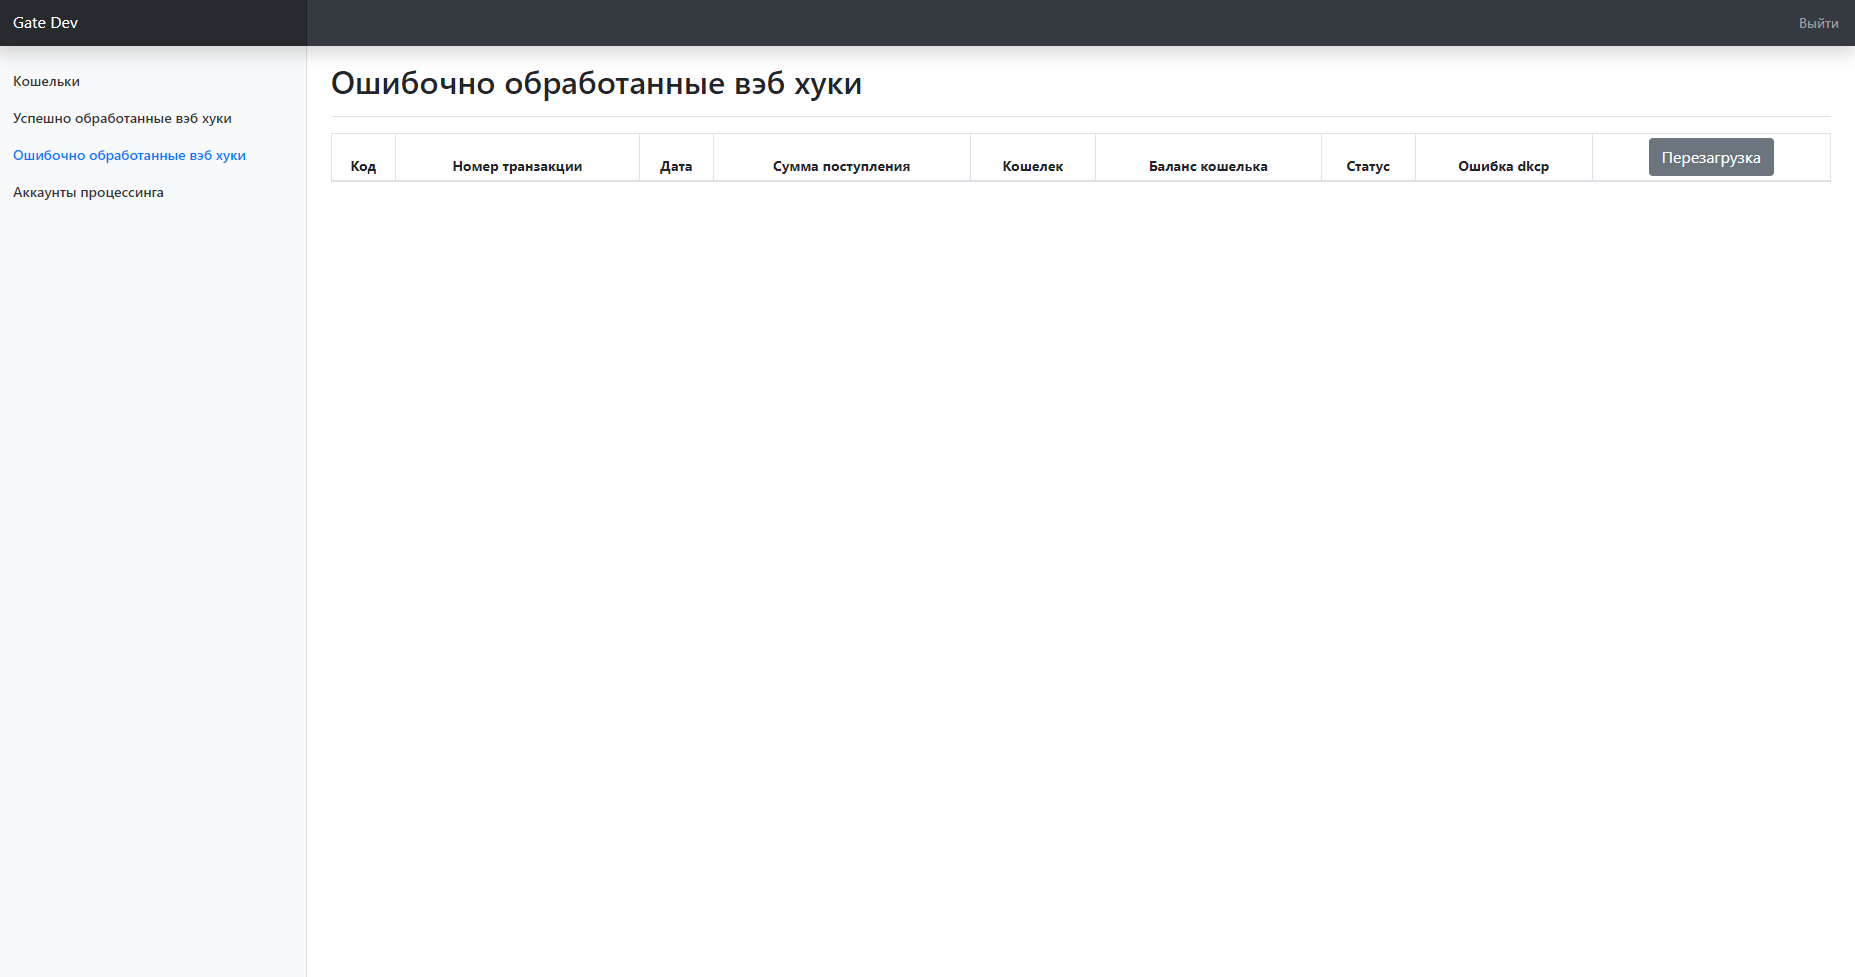 Gate Dev
Выйти
Кошельки
Успешно обработанные вэб хуки
Ошибочно обработанные вэб хуки
Аккаунты процессинга
Ошибочно обработанные вэб хуки
Код Номер транзакции Дата Сумма поступления Кошелек Баланс кошелька Статус Ошибка dkcp Перезагрузка